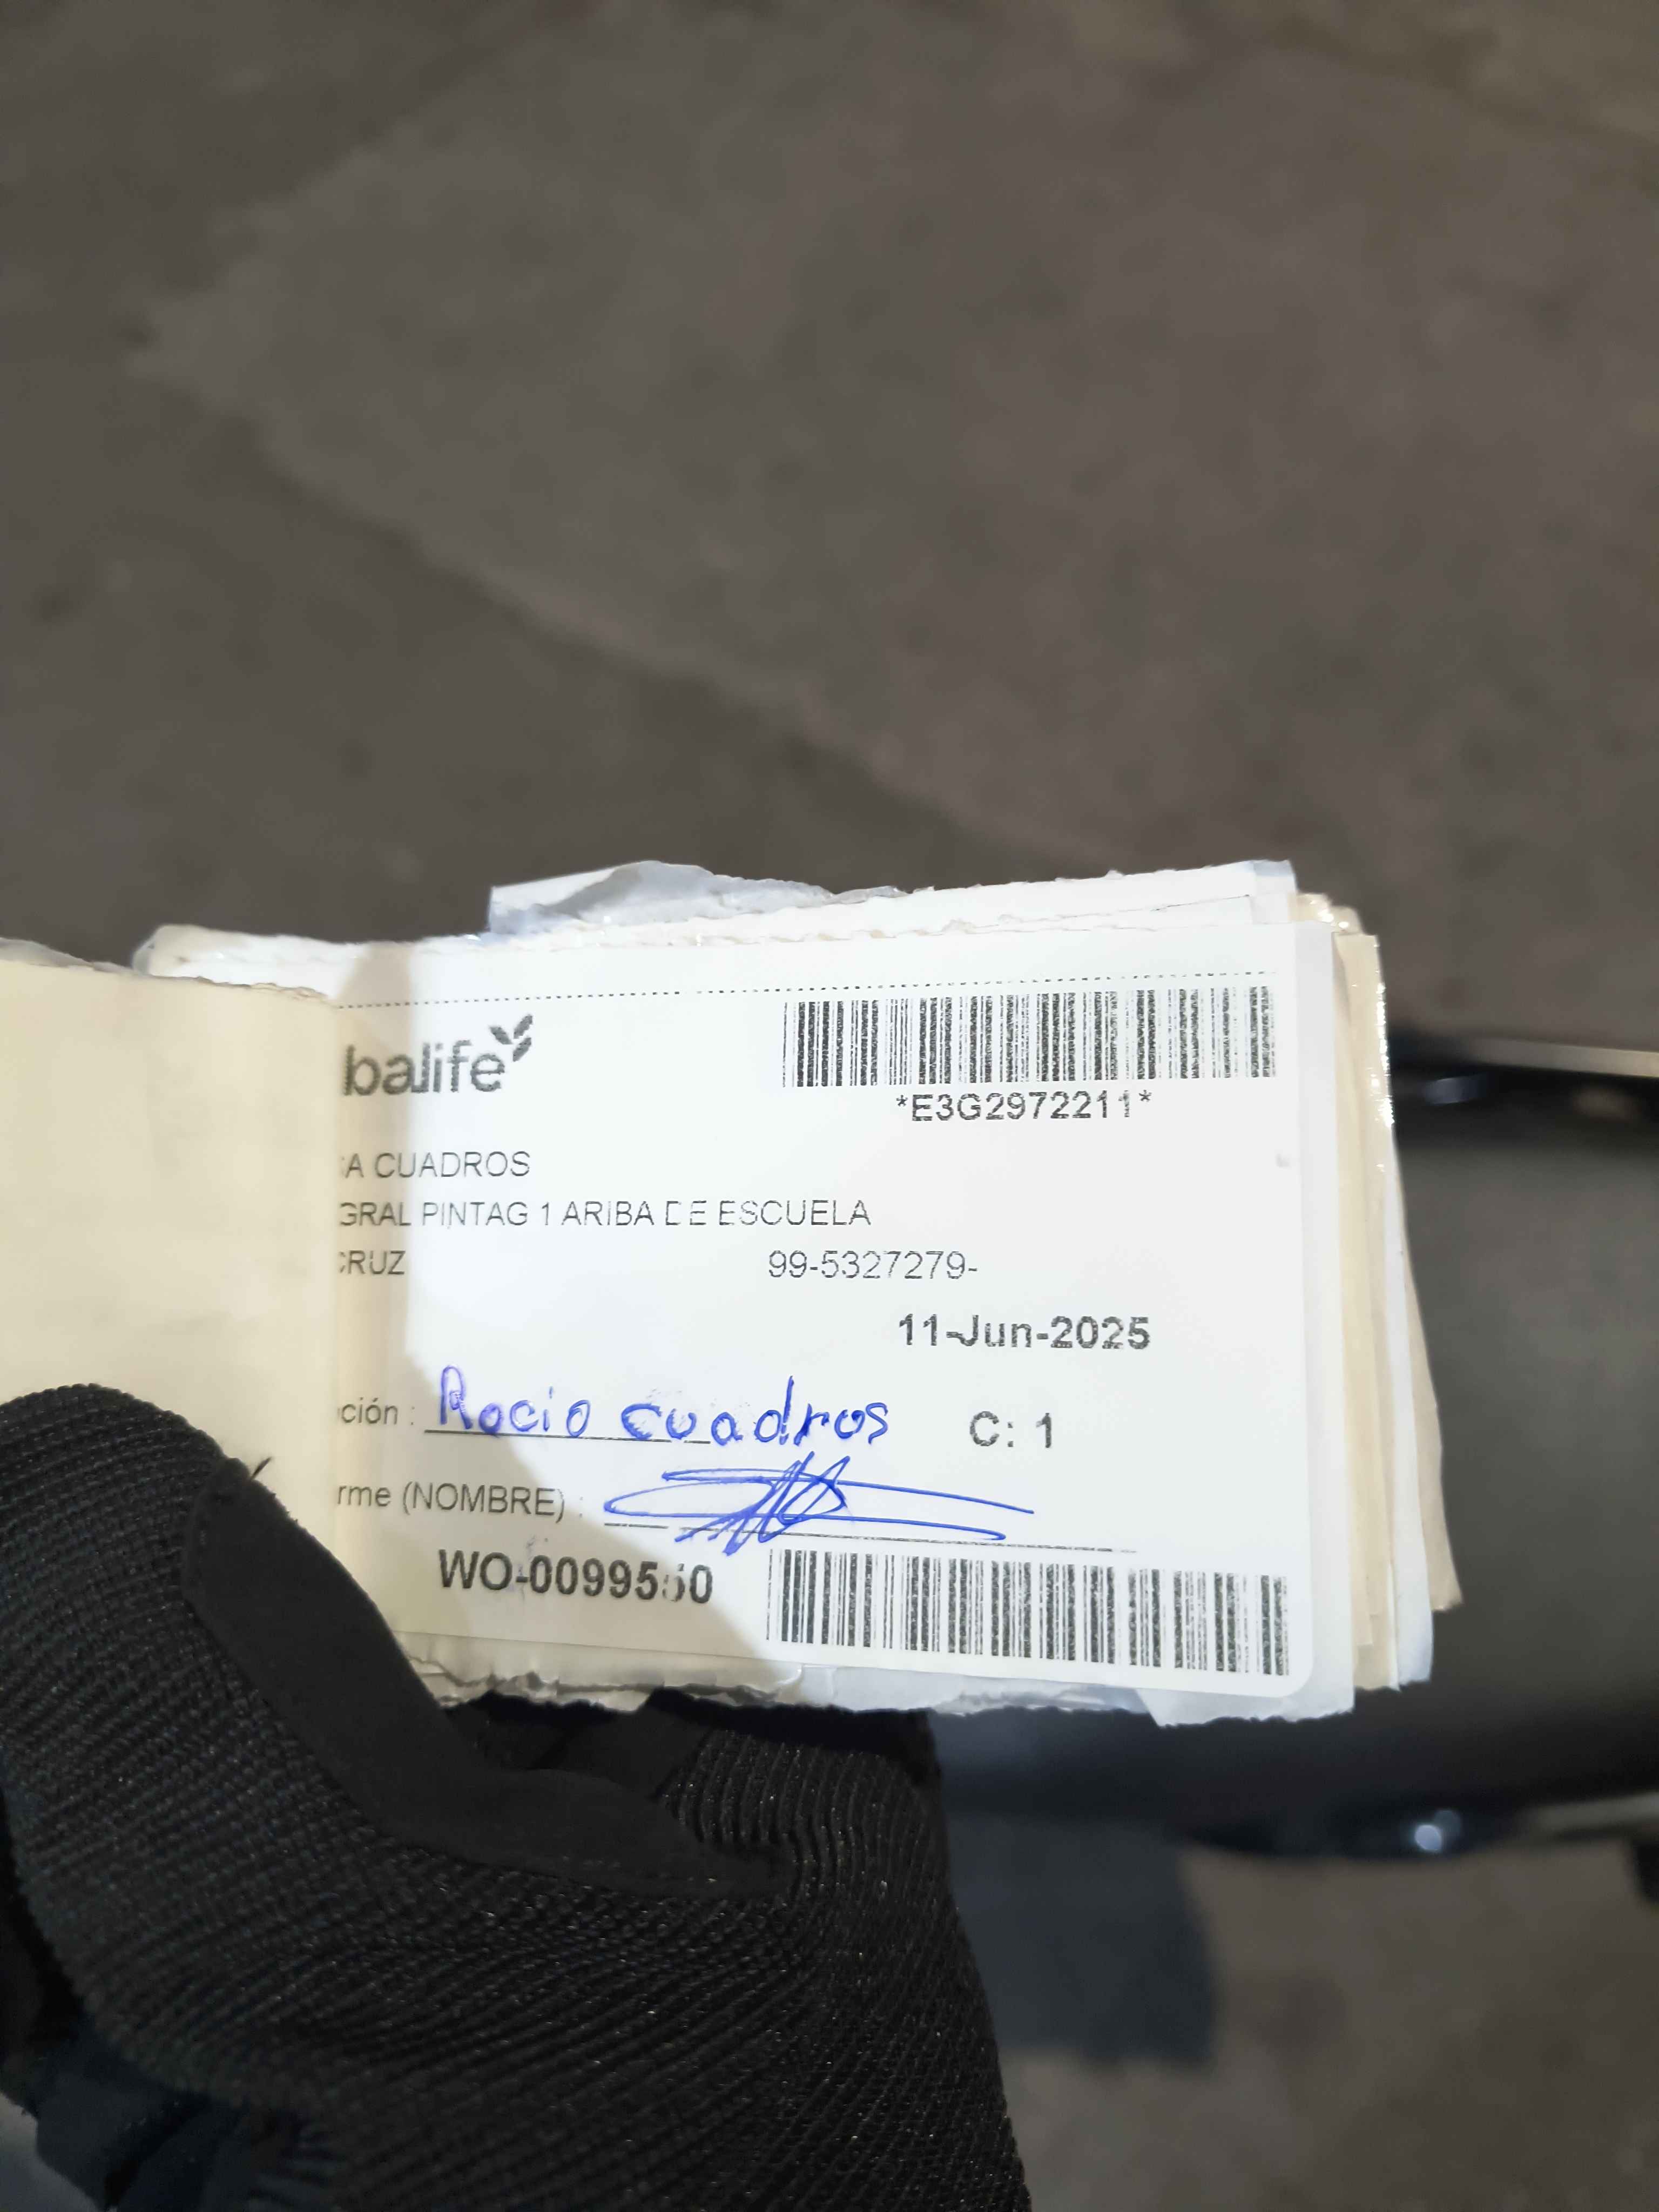 balife
*E3G2972211*
A CUADROS
GRAL PINTAG 1 ARIBA DE ESCUELA
CRUZ 99-5327279-
11-Jun-2025
ción : Rocio cuadros C: 1
rme (NOMBRE) :